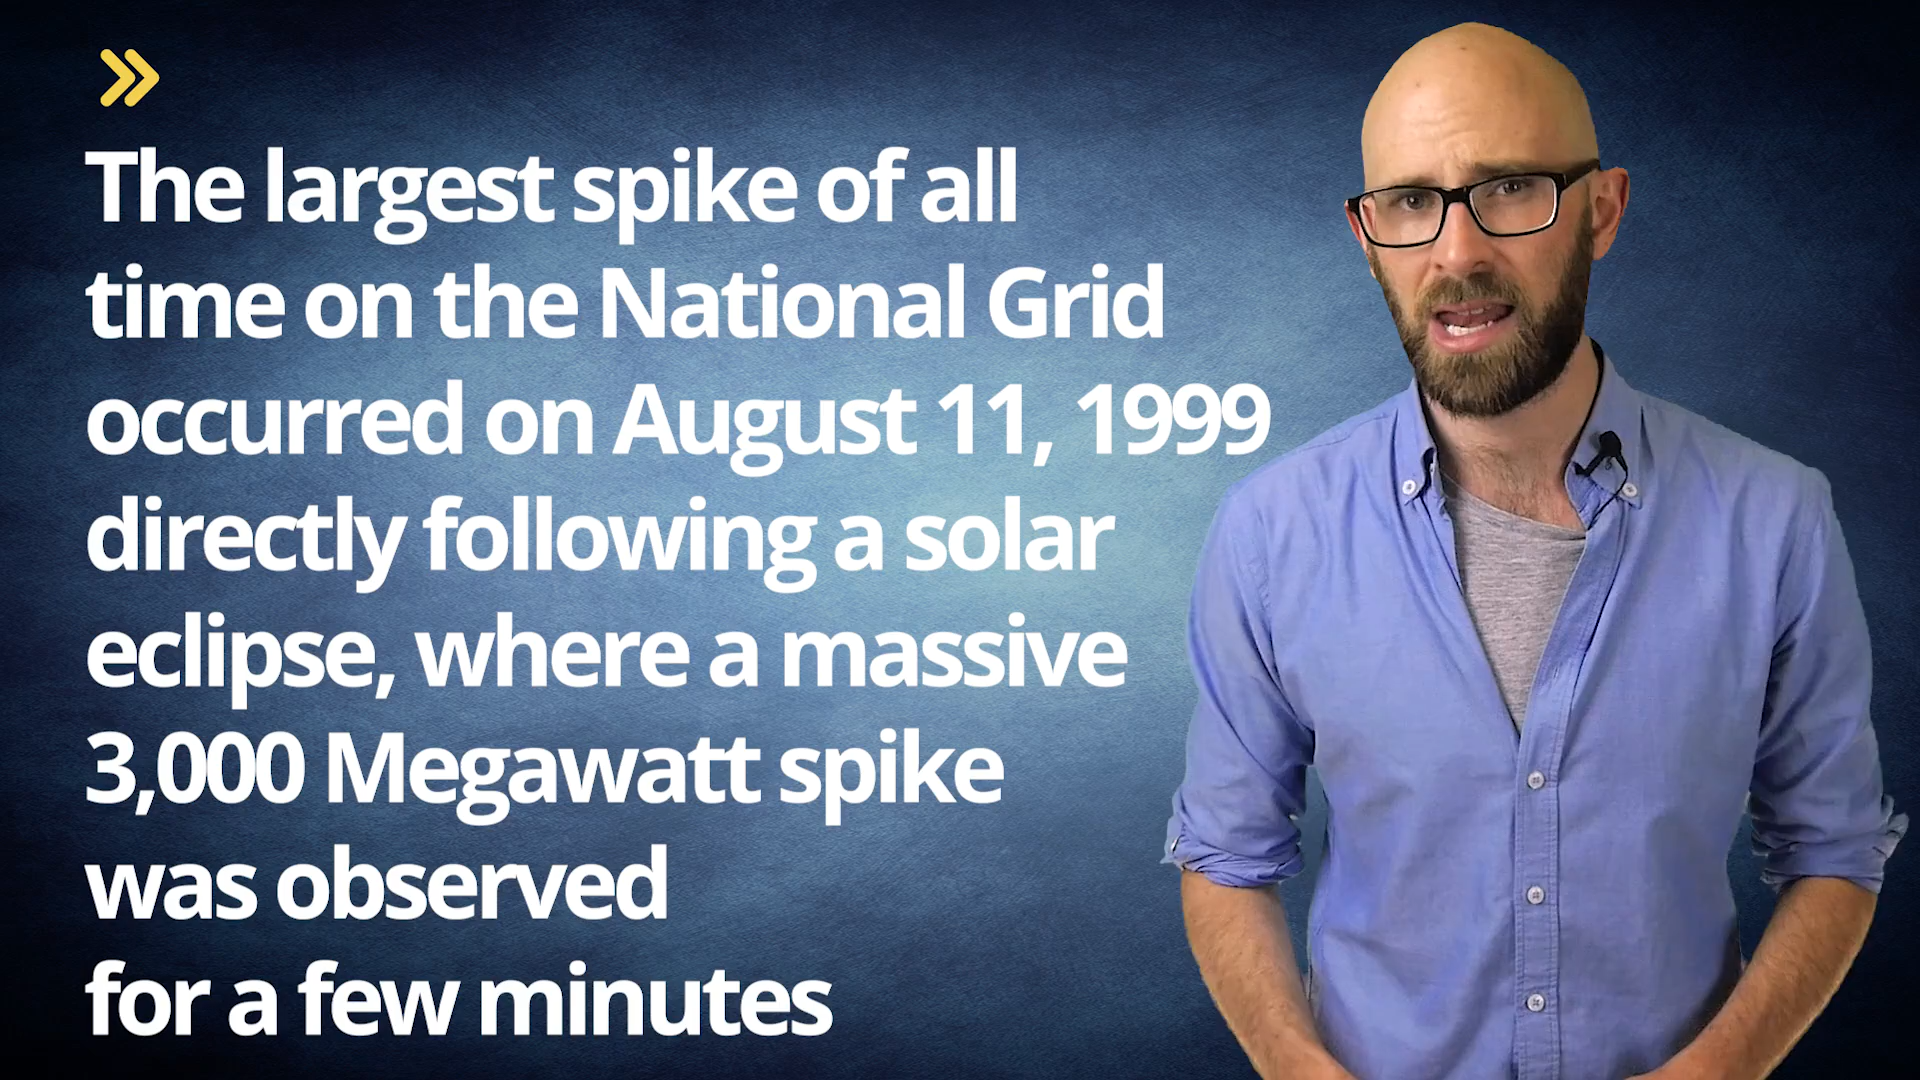 The largest spike of all
time on the National Grid
occurred on August 11, 1999
directly following a solar
eclipse, where a massive
3,000 Megawatt spike
was observed
for a few minutes